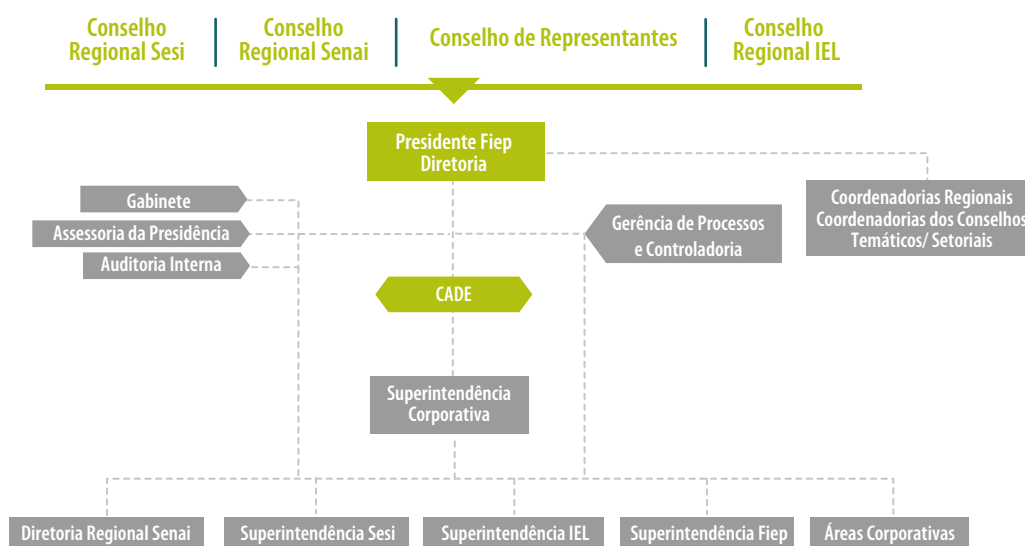 Conselho
Regional Sesi
Conselho
Regional Senai
Conselho de Representantes
Conselho
Regional IEL
Presidente Fiep
Diretoria
Gabinete
Assessoria da Presidência
Auditoria Interna
Gerência de Processos
e Controladoria
Coordenadorias Regionais
Coordenadorias dos Conselhos
Temáticos/ Setoriais
CADE
Superintendência
Corporativa
Diretoria Regional Senai
Superintendência Sesi
Superintendência IEL
Superintendência Fiep
Áreas Corporativas